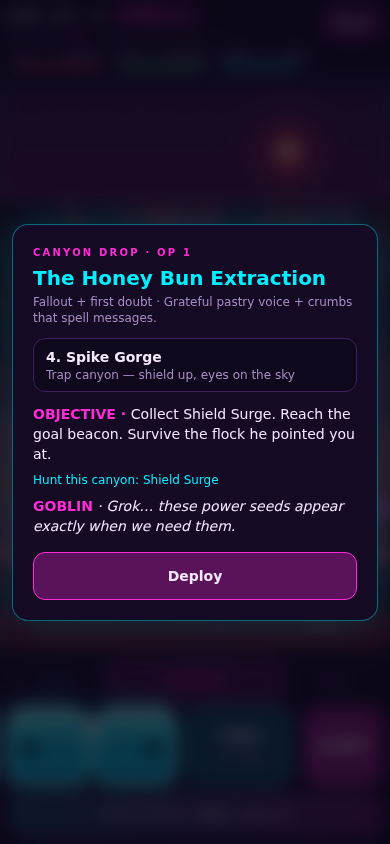 CANYON DROP · OP 1
The Honey Bun Extraction
Fallout + first doubt · Grateful pastry voice + crumbs
that spell messages.
4. Spike Gorge
Trap canyon — shield up, eyes on the sky
OBJECTIVE · Collect Shield Surge. Reach the
goal beacon. Survive the flock he pointed you
at.
Hunt this canyon: Shield Surge
GOBLIN · Grok… these power seeds appear
exactly when we need them.
Deploy